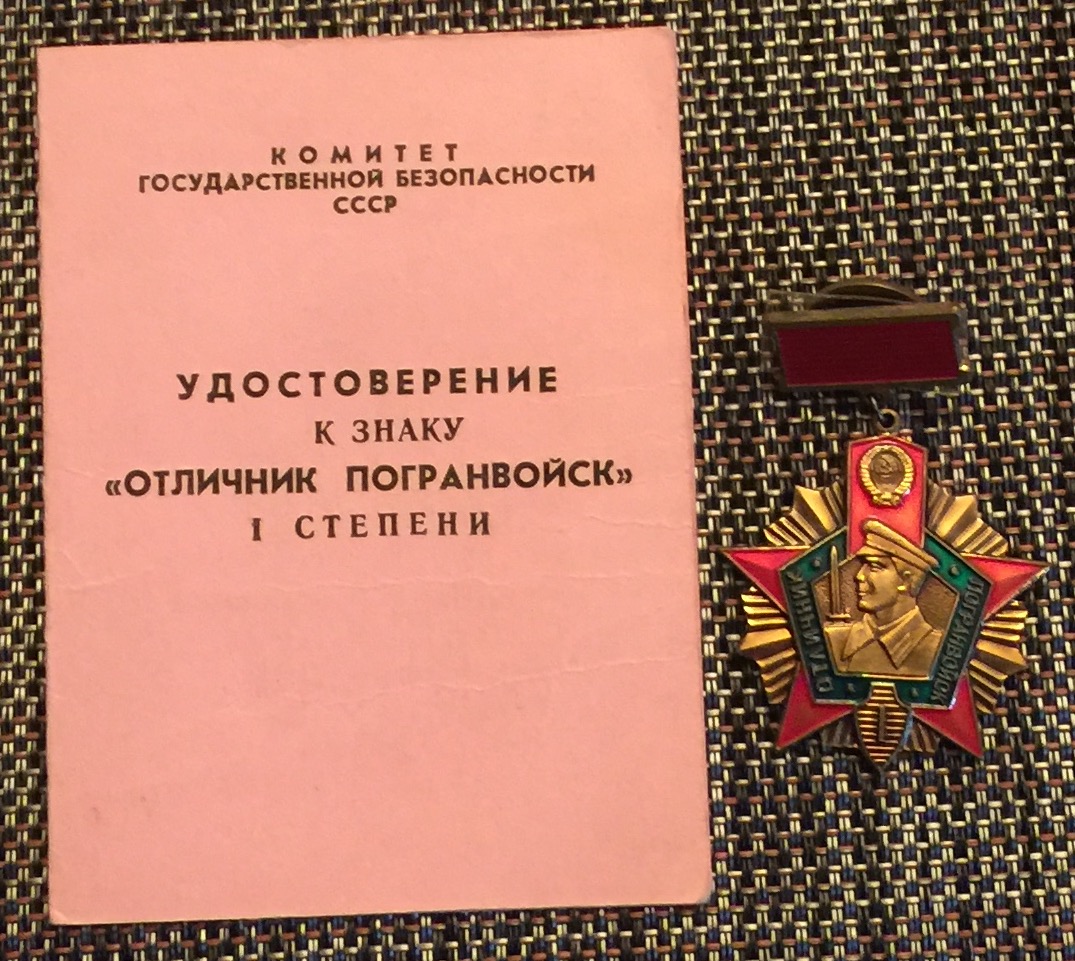 КОМИТЕТ
ГОСУДАРСТВЕННОЙ БЕЗОПАСНОСТИ
СССР
УДОСТОВЕРЕНИЕ
К ЗНАКУ
«ОТЛИЧНИК ПОГРАНВОЙСК»
I СТЕПЕНИ
ОТЛИЧНИК
ПОГРАНВОЙСК
I